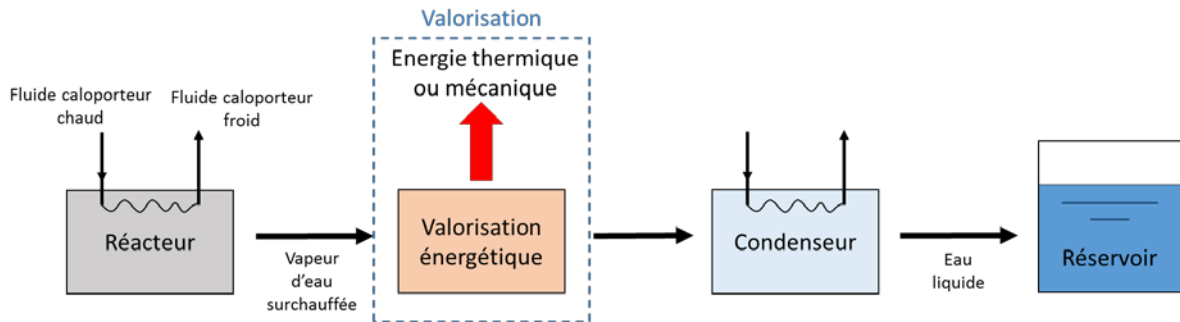 Valorisation
Energie thermique
ou mécanique
Fluide caloporteur
chaud
Fluide caloporteur
froid
Réacteur
Vapeur
d'eau
surchauffée
Valorisation
énergétique
Condenseur
Eau
liquide
Réservoir